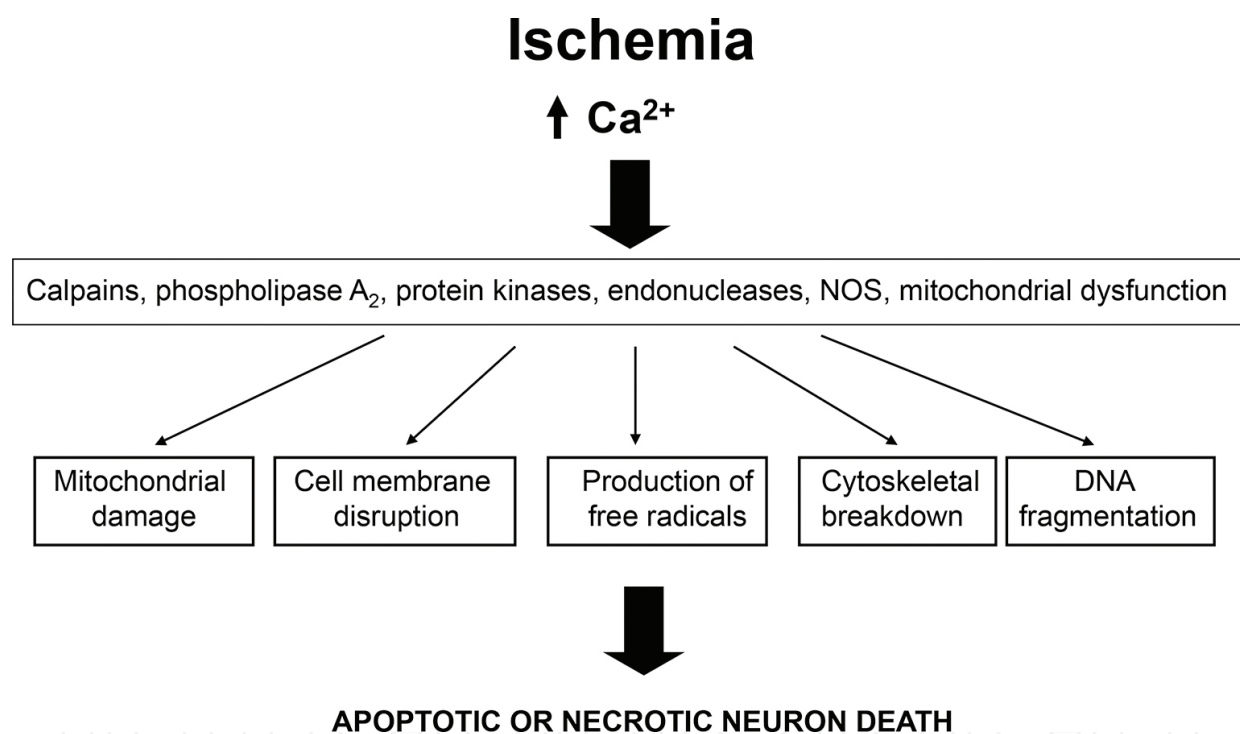 Ischemia
↑ Ca²⁺
Calpains, phospholipase A₂, protein kinases, endonucleases, NOS, mitochondrial dysfunction
Mitochondrial
damage
Cell membrane
disruption
Production of
free radicals
Cytoskeletal
breakdown
DNA
fragmentation
APOPTOTIC OR NECROTIC NEURON DEATH